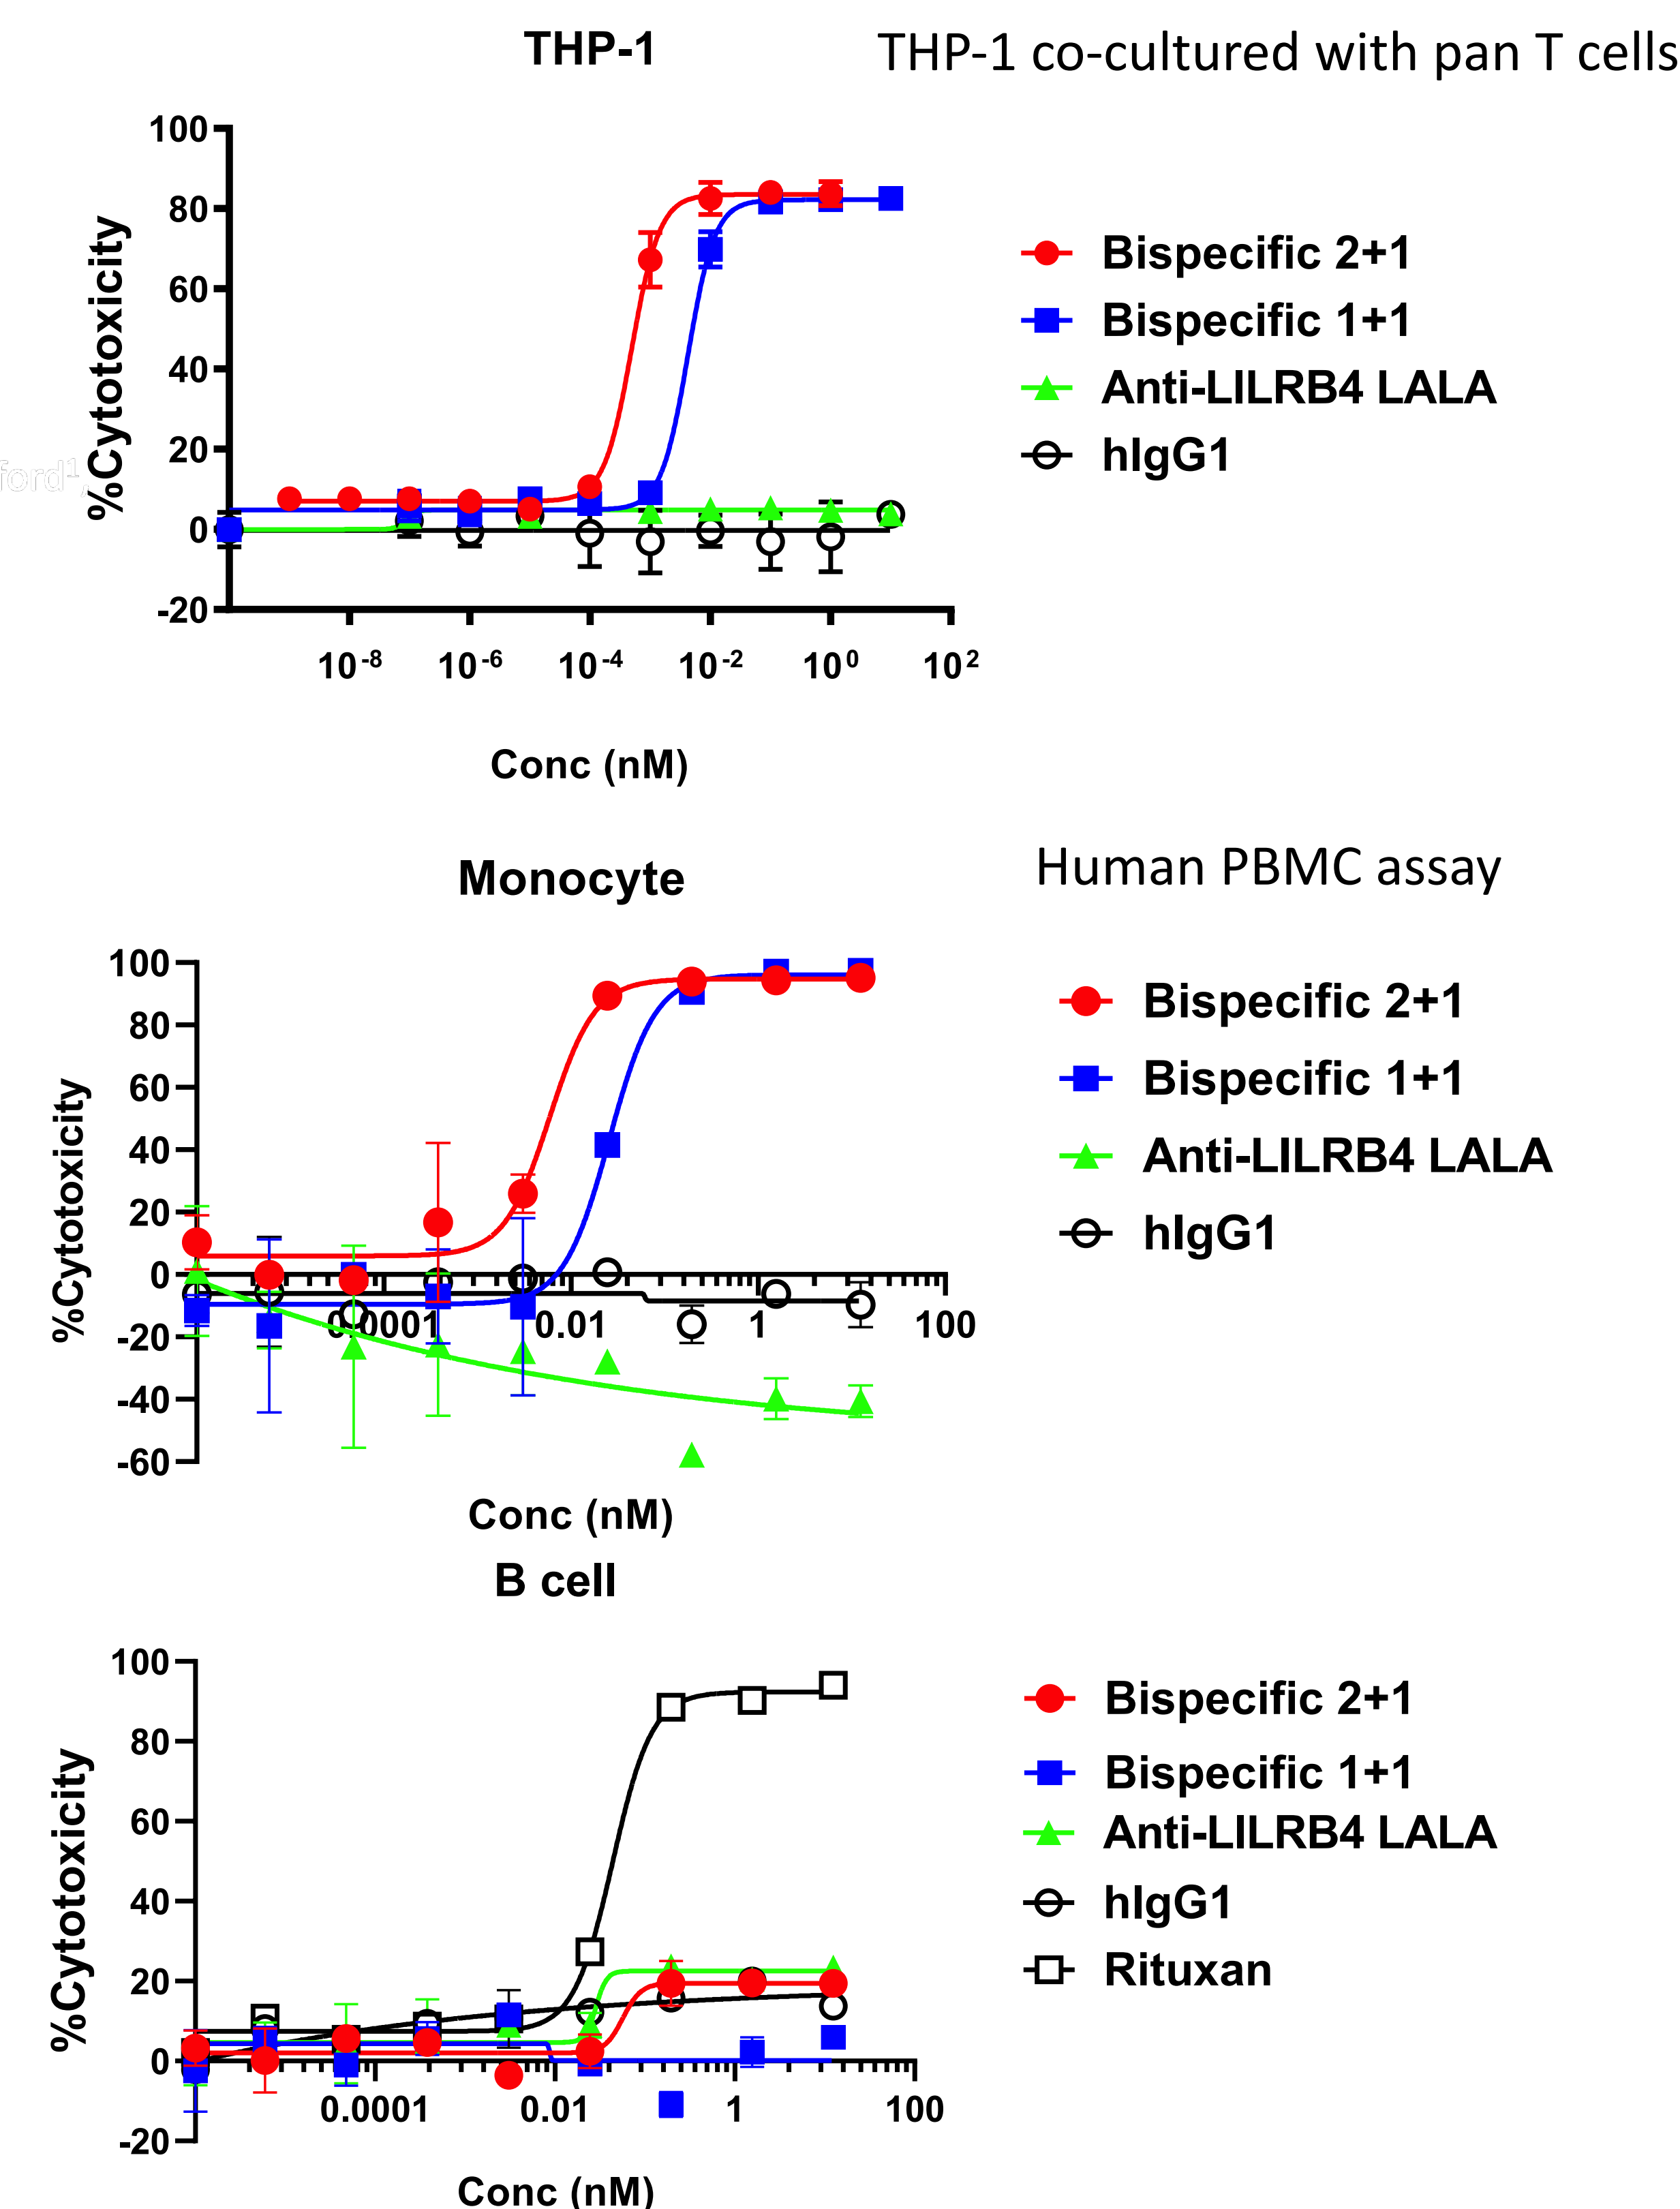 THP-1 THP-1 co-cultured with pan T cells
100
80
60
40
20
0
-20
%Cytotoxicity
ford1,
10-8 10-6 10-4 10-2 100 102
Conc (nM)
Bispecific 2+1
Bispecific 1+1
Anti-LILRB4 LALA
hIgG1
Monocyte Human PBMC assay
100
80
60
40
20
0
-20
-40
-60
%Cytotoxicity
0.0001 0.01 1 100
Conc (nM)
Bispecific 2+1
Bispecific 1+1
Anti-LILRB4 LALA
hIgG1
B cell
100
80
60
40
20
0
-20
%Cytotoxicity
0.0001 0.01 1 100
Conc (nM)
Bispecific 2+1
Bispecific 1+1
Anti-LILRB4 LALA
hIgG1
Rituxan